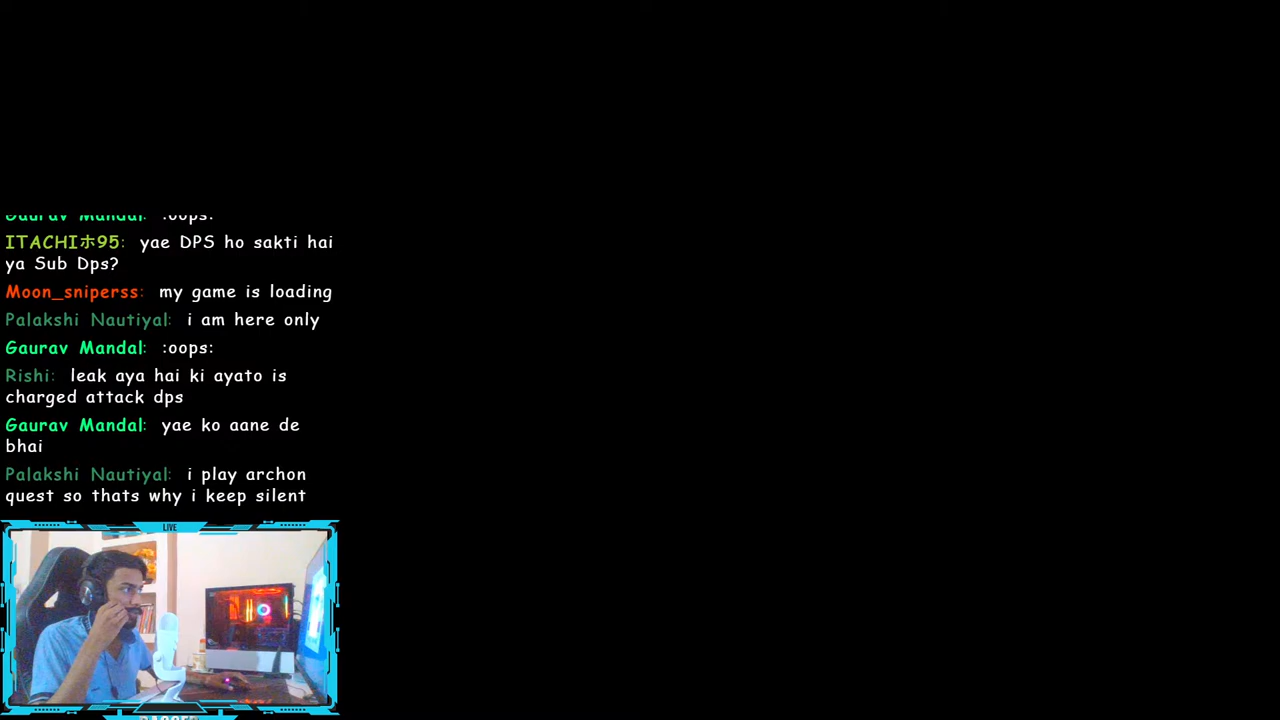 Gaurav Mandal: :oops:
ITACHIホ95: yae DPS ho sakti hai
ya Sub Dps?
Moon_sniperss: my game is loading
Palakshi Nautiyal: i am here only
Gaurav Mandal: :oops:
Rishi: leak aya hai ki ayato is
charged attack dps
Gaurav Mandal: yae ko aane de
bhai
Palakshi Nautiyal: i play archon
quest so thats why i keep silent
LIVE